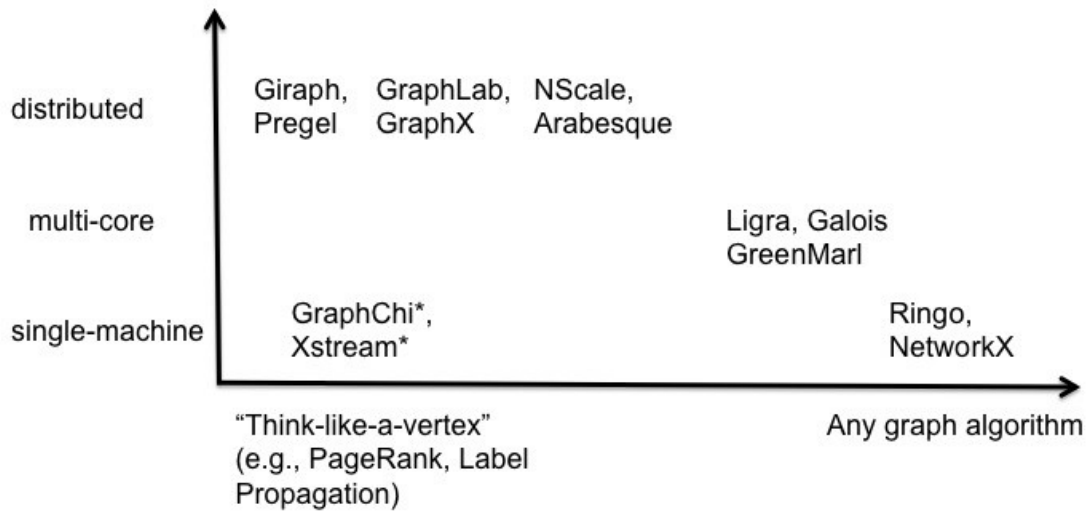 distributed
Giraph, GraphLab, NScale,
Pregel GraphX Arabesque
multi-core
Ligra, Galois
GreenMarl
single-machine
GraphChi*,
Xstream*
Ringo,
NetworkX
“Think-like-a-vertex”
(e.g., PageRank, Label
Propagation)
Any graph algorithm